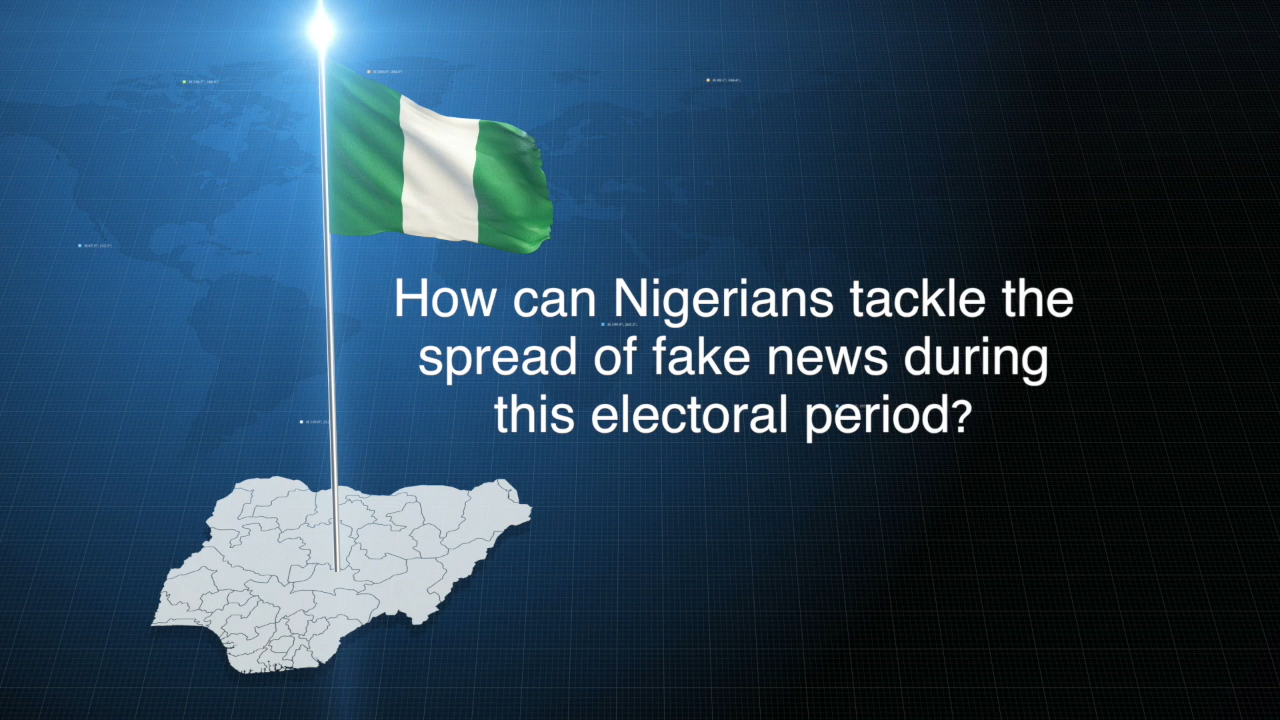 How can Nigerians tackle the
spread of fake news during
this electoral period?